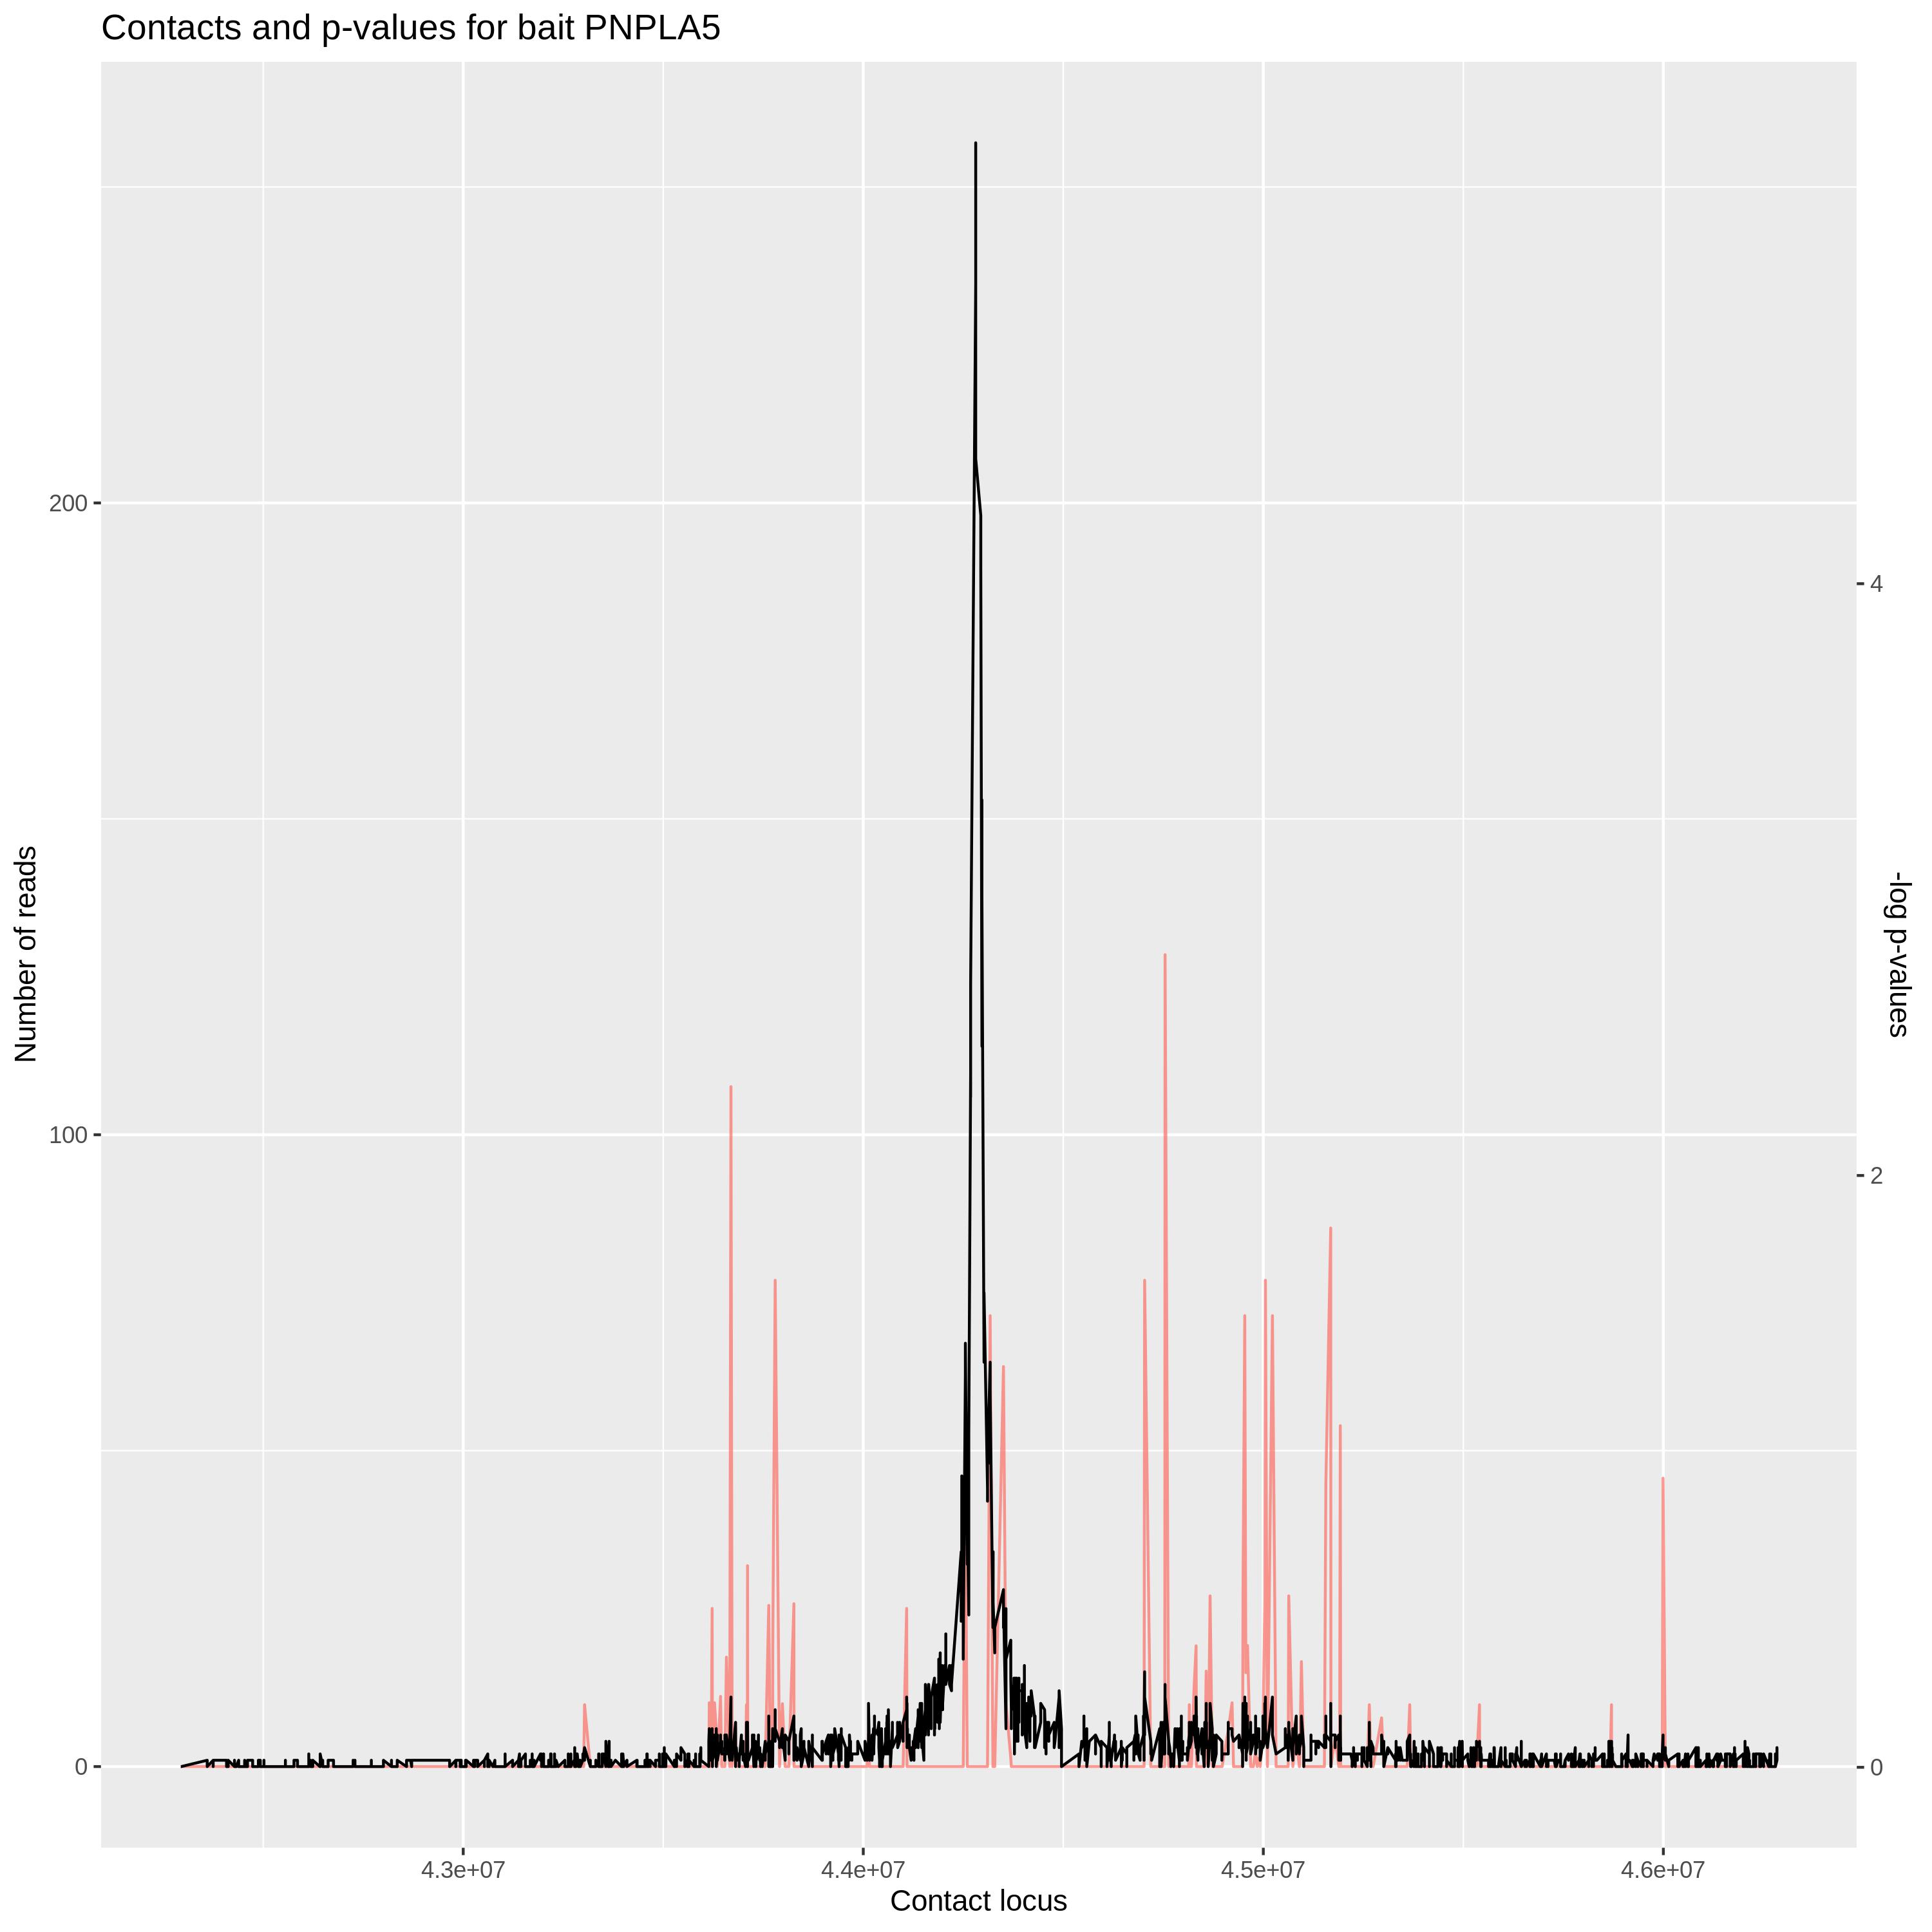 Contacts and p-values for bait PNPLA5
Number of reads
200
100
0
4
2
0
-log p-values
4.3e+07
4.4e+07
4.5e+07
4.6e+07
Contact locus